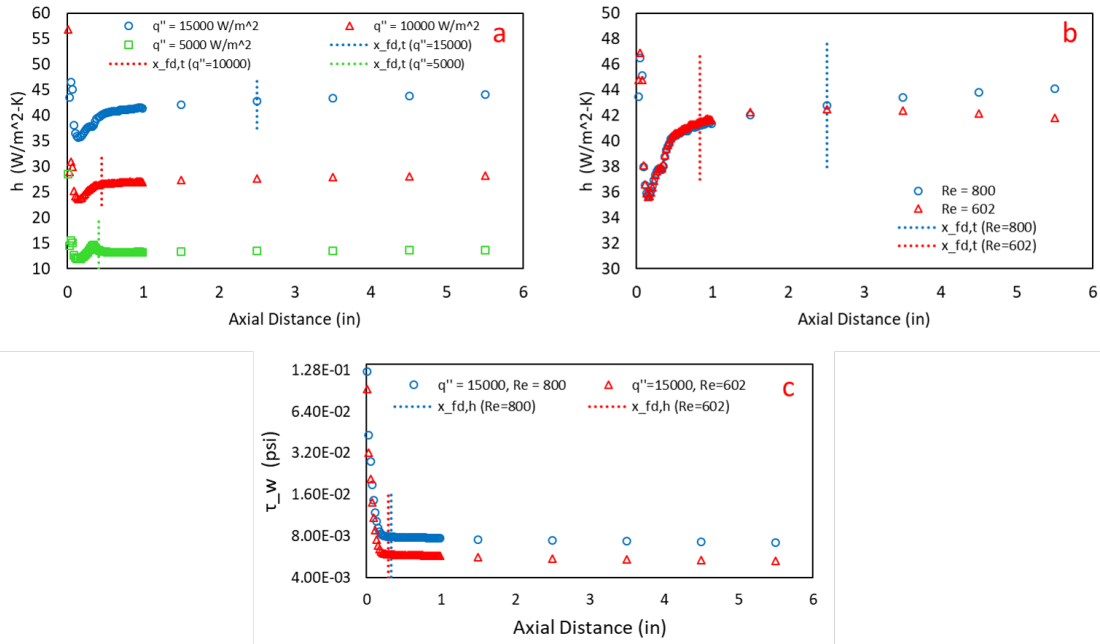 q'' = 15000 W/m^2
q'' = 10000 W/m^2
q'' = 5000 W/m^2
x_fd,t (q''=15000)
x_fd,t (q''=10000)
x_fd,t (q''=5000)
a
60
55
50
45
40
35
30
25
20
15
10
h (W/m^2-K)
0 1 2 3 4 5 6
Axial Distance (in)
b
50
48
46
44
42
40
38
36
34
32
30
h (W/m^2-K)
Re = 800
Re = 602
x_fd,t (Re=800)
x_fd,t (Re=602)
0 1 2 3 4 5 6
Axial Distance (in)
q'' = 15000, Re = 800
q''=15000, Re=602
x_fd,h (Re=800)
x_fd,h (Re=602)
c
1.28E-01
6.40E-02
3.20E-02
1.60E-02
8.00E-03
4.00E-03
τ_w (psi)
0 1 2 3 4 5 6
Axial Distance (in)